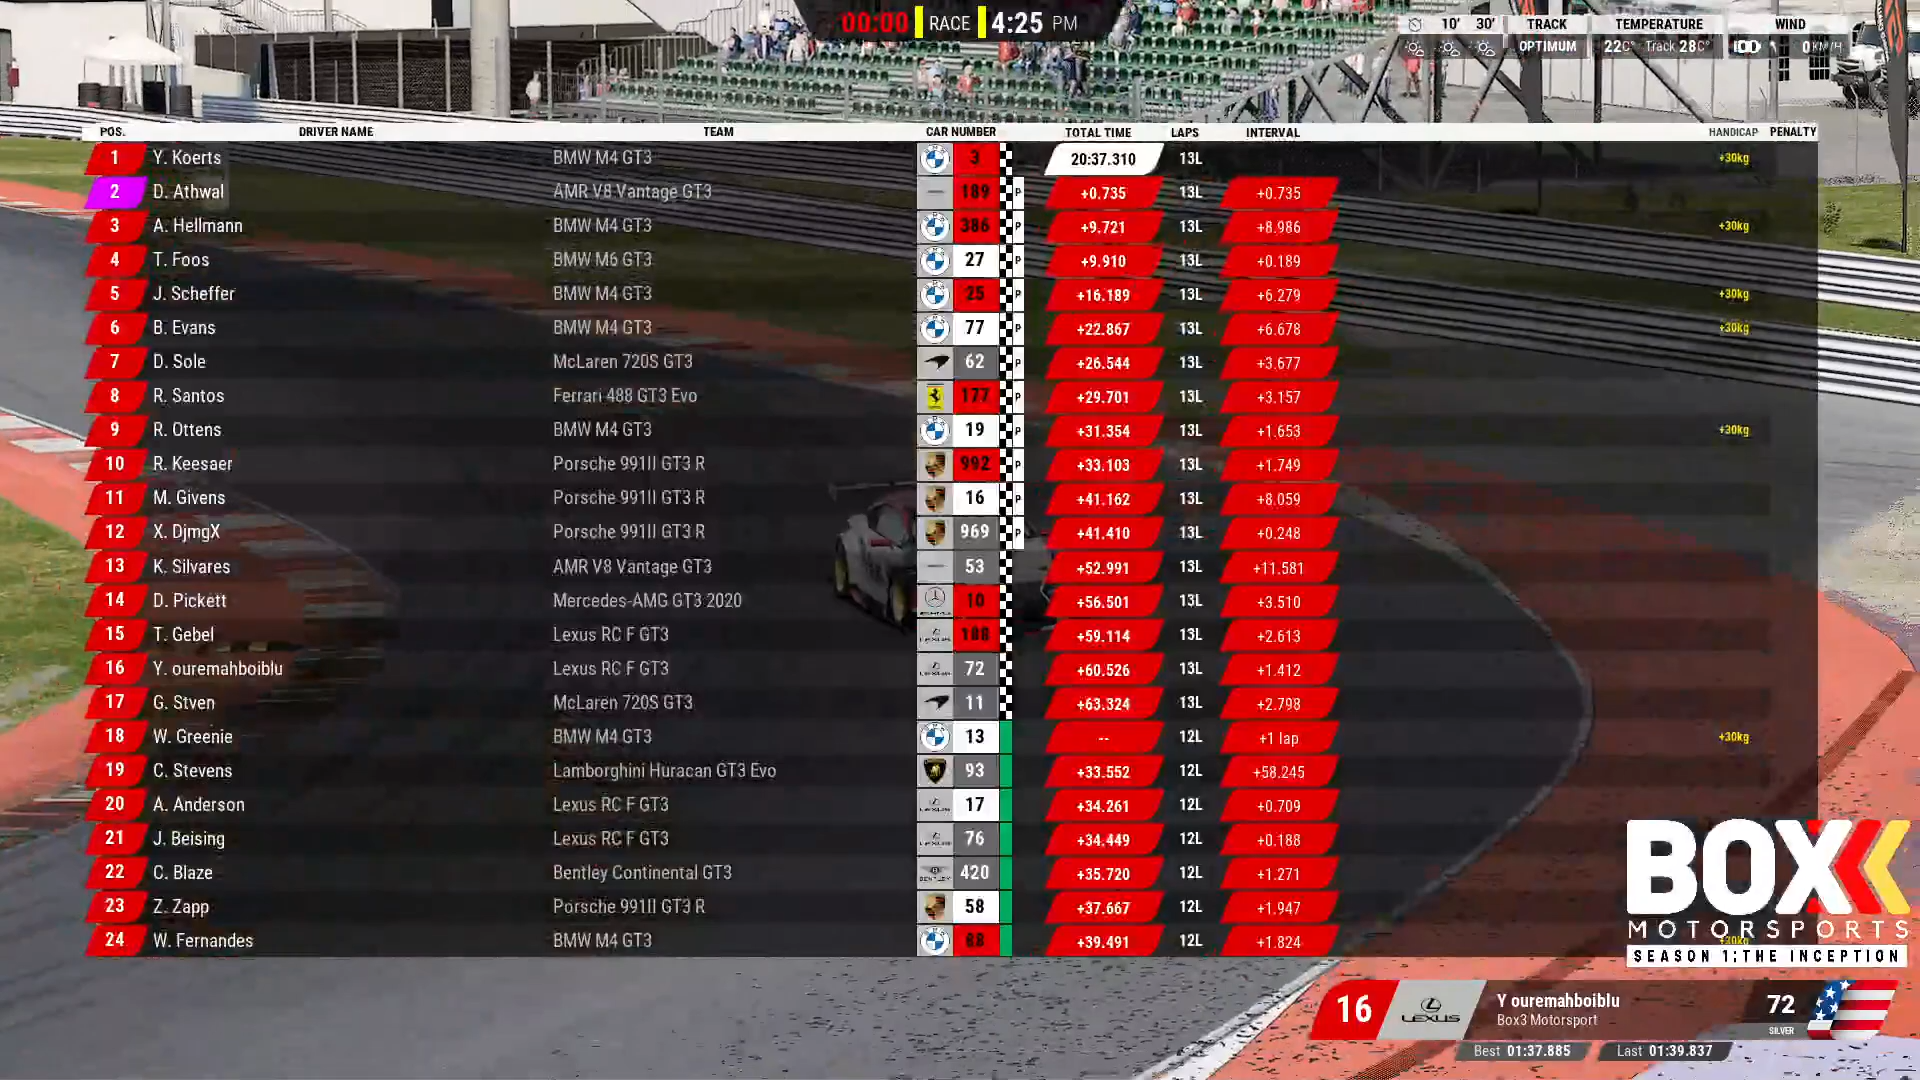 00:00 RACE 4:25 PM
10' 30' TRACK TEMPERATURE WIND
OPTIMUM 22C° Track 28C° 0 KM/H
POS. DRIVER NAME TEAM CAR NUMBER TOTAL TIME LAPS INTERVAL HANDICAP PENALTY
1 Y. Koerts BMW M4 GT3 3 20:37.310 13L +30kg
2 D. Athwal AMR V8 Vantage GT3 189 P +0.735 13L +0.735
3 A. Hellmann BMW M4 GT3 386 P +9.721 13L +8.986 +30kg
4 T. Foos BMW M6 GT3 27 P +9.910 13L +0.189
5 J. Scheffer BMW M4 GT3 25 P +16.189 13L +6.279 +30kg
6 B. Evans BMW M4 GT3 77 P +22.867 13L +6.678 +30kg
7 D. Sole McLaren 720S GT3 62 P +26.544 13L +3.677
8 R. Santos Ferrari 488 GT3 Evo 177 P +29.701 13L +3.157
9 R. Ottens BMW M4 GT3 19 P +31.354 13L +1.653 +30kg
10 R. Keesaer Porsche 991II GT3 R 992 P +33.103 13L +1.749
11 M. Givens Porsche 991II GT3 R 16 P +41.162 13L +8.059
12 X. DjmgX Porsche 991II GT3 R 969 P +41.410 13L +0.248
13 K. Silvares AMR V8 Vantage GT3 53 +52.991 13L +11.581
14 D. Pickett Mercedes-AMG GT3 2020 10 +56.501 13L +3.510
15 T. Gebel Lexus RC F GT3 +59.114 13L +2.613
16 Y. ouremahboiblu Lexus RC F GT3 72 +60.526 13L +1.412
17 G. Stven McLaren 720S GT3 11 +63.324 13L +2.798
18 W. Greenie BMW M4 GT3 13 -- 12L +1 lap +30kg
19 C. Stevens Lamborghini Huracan GT3 Evo 93 +33.552 12L +58.245
20 A. Anderson Lexus RC F GT3 17 +34.261 12L +0.709
21 J. Beising Lexus RC F GT3 76 +34.449 12L +0.188
22 C. Blaze Bentley Continental GT3 420 +35.720 12L +1.271
23 Z. Zapp Porsche 991II GT3 R 58 +37.667 12L +1.947
24 W. Fernandes BMW M4 GT3 88 +39.491 12L +1.824 +30kg
BOX
MOTORSPORTS
SEASON 1:THE INCEPTION
16 LEXUS Y ouremahboiblu 72
Box3 Motorsport SILVER
Best 01:37.885 Last 01:39.837